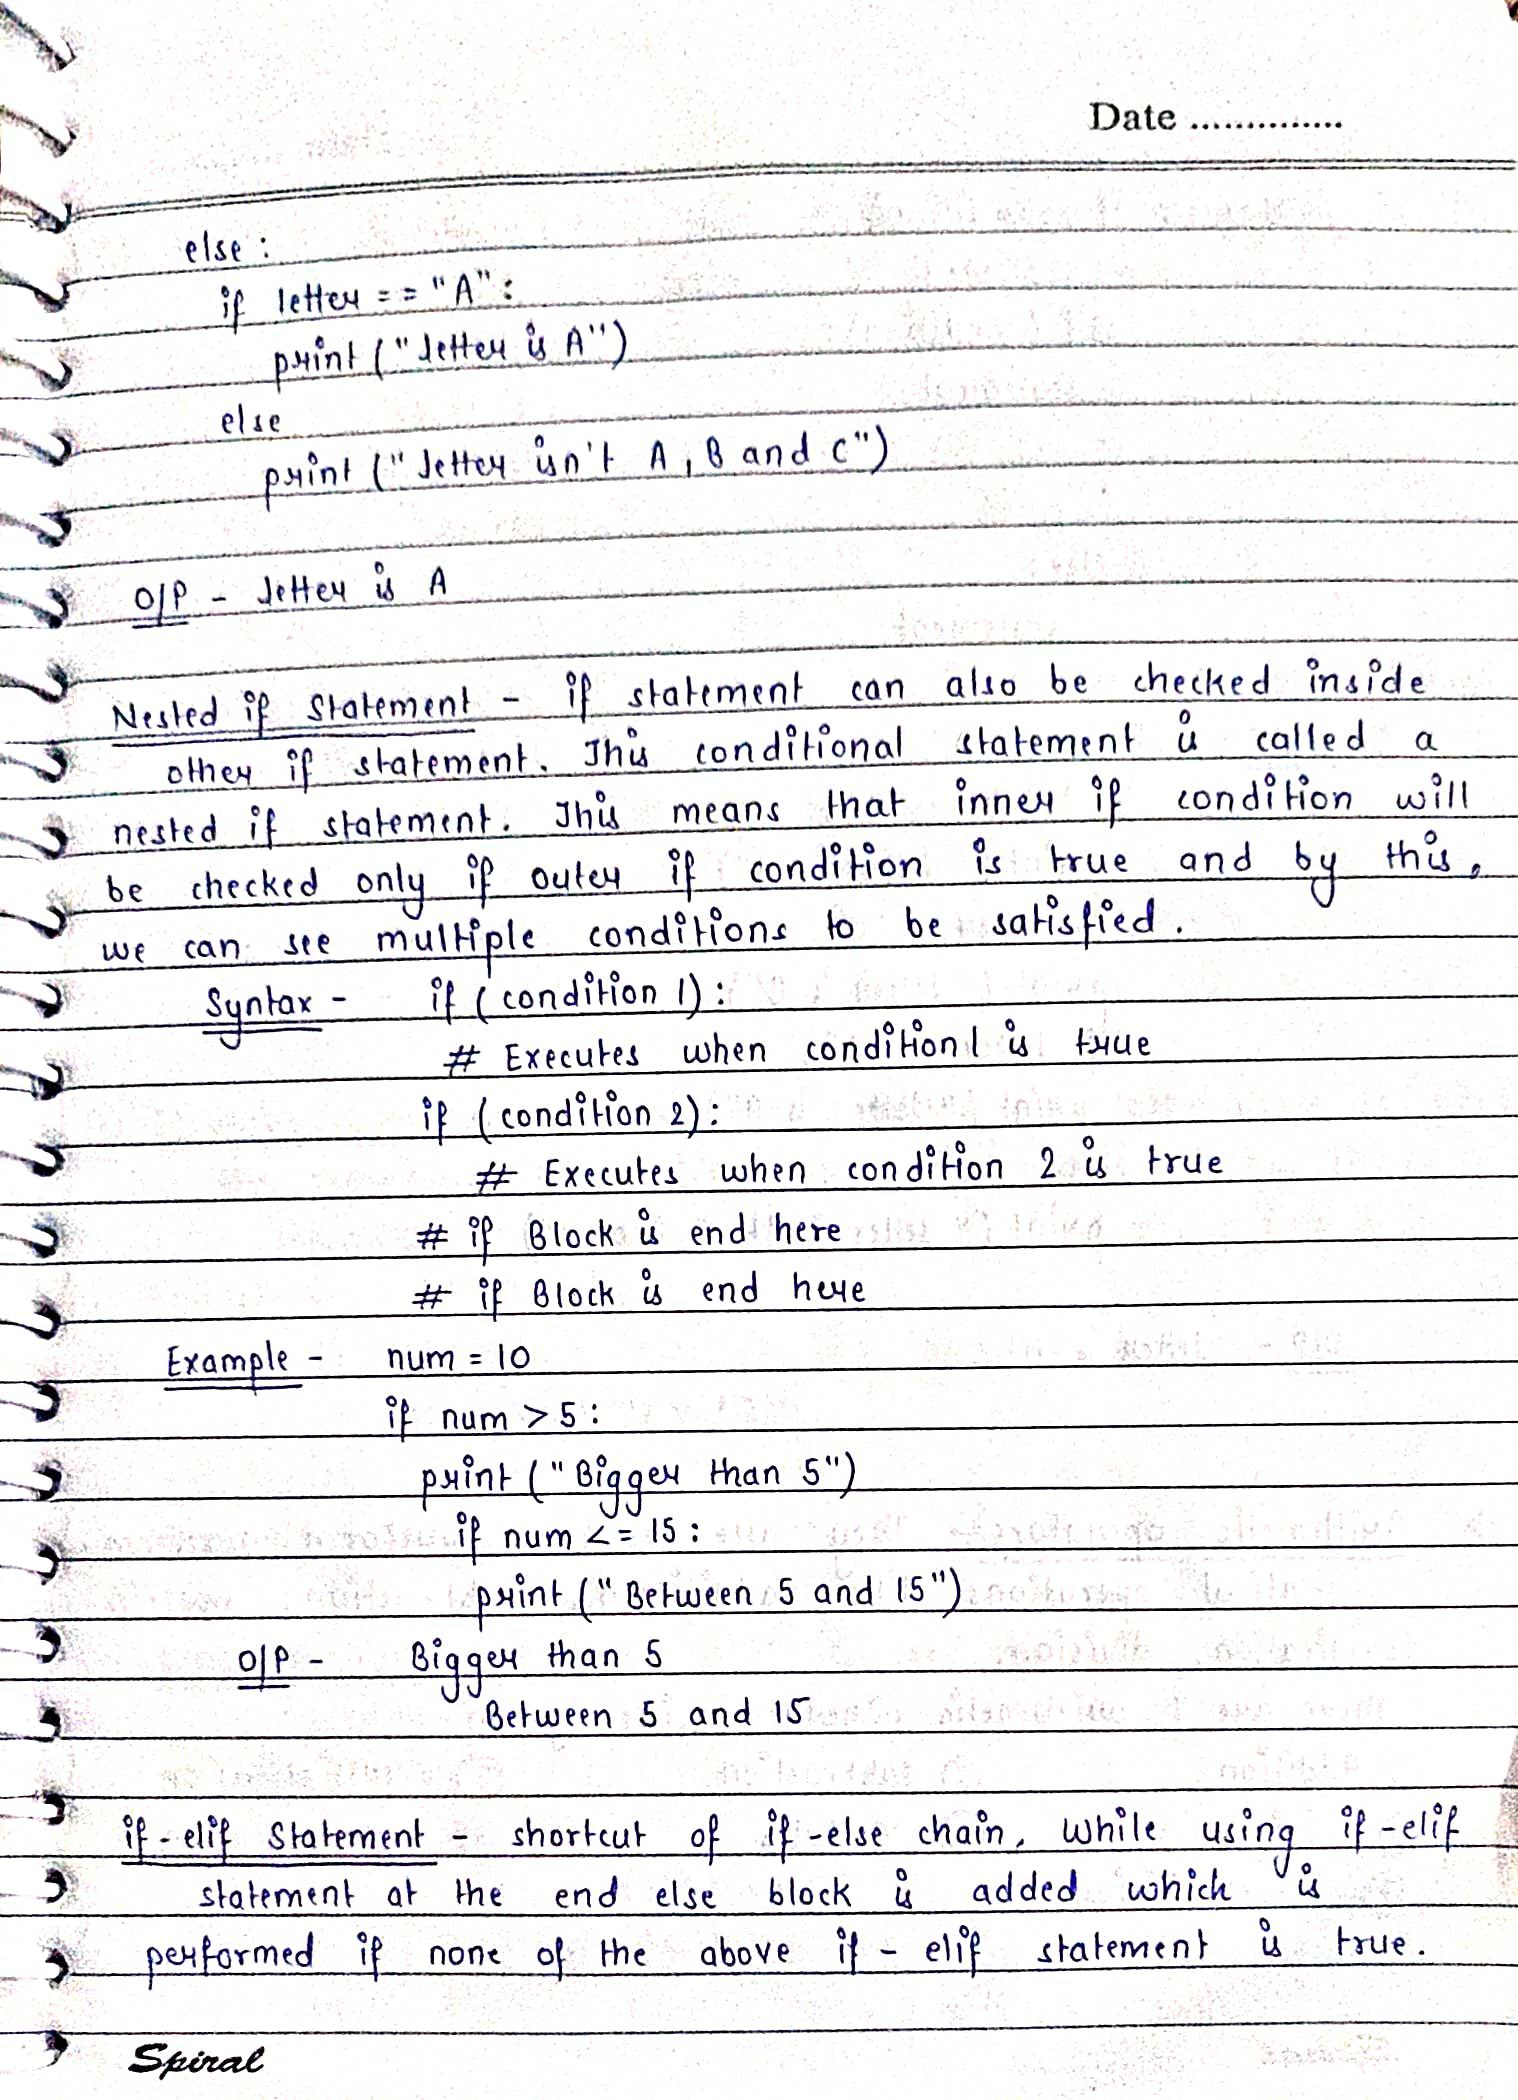 Date ..............
else :
if letter == "A" :
print ("letter is A")
else
print ("letter isn't A, B and C")
O/P - letter is A
Nested if Statement - if statement can also be checked inside
other if statement. This conditional statement is called a
nested if statement. This means that inner if condition will
be checked only if outer if condition is true and by this,
we can see multiple conditions to be satisfied.
Syntax - if (condition 1) :
# Executes when condition 1 is true
if (condition 2) :
# Executes when condition 2 is true
# if Block is end here
# if Block is end here
Example - num = 10
if num > 5 :
print ("Bigger than 5")
if num <= 15 :
print ("Between 5 and 15")
O/P - Bigger than 5
Between 5 and 15
if-elif Statement - shortcut of if-else chain, while using if-elif
statement at the end else block is added which is
performed if none of the above if-elif statement is true.
Spiral